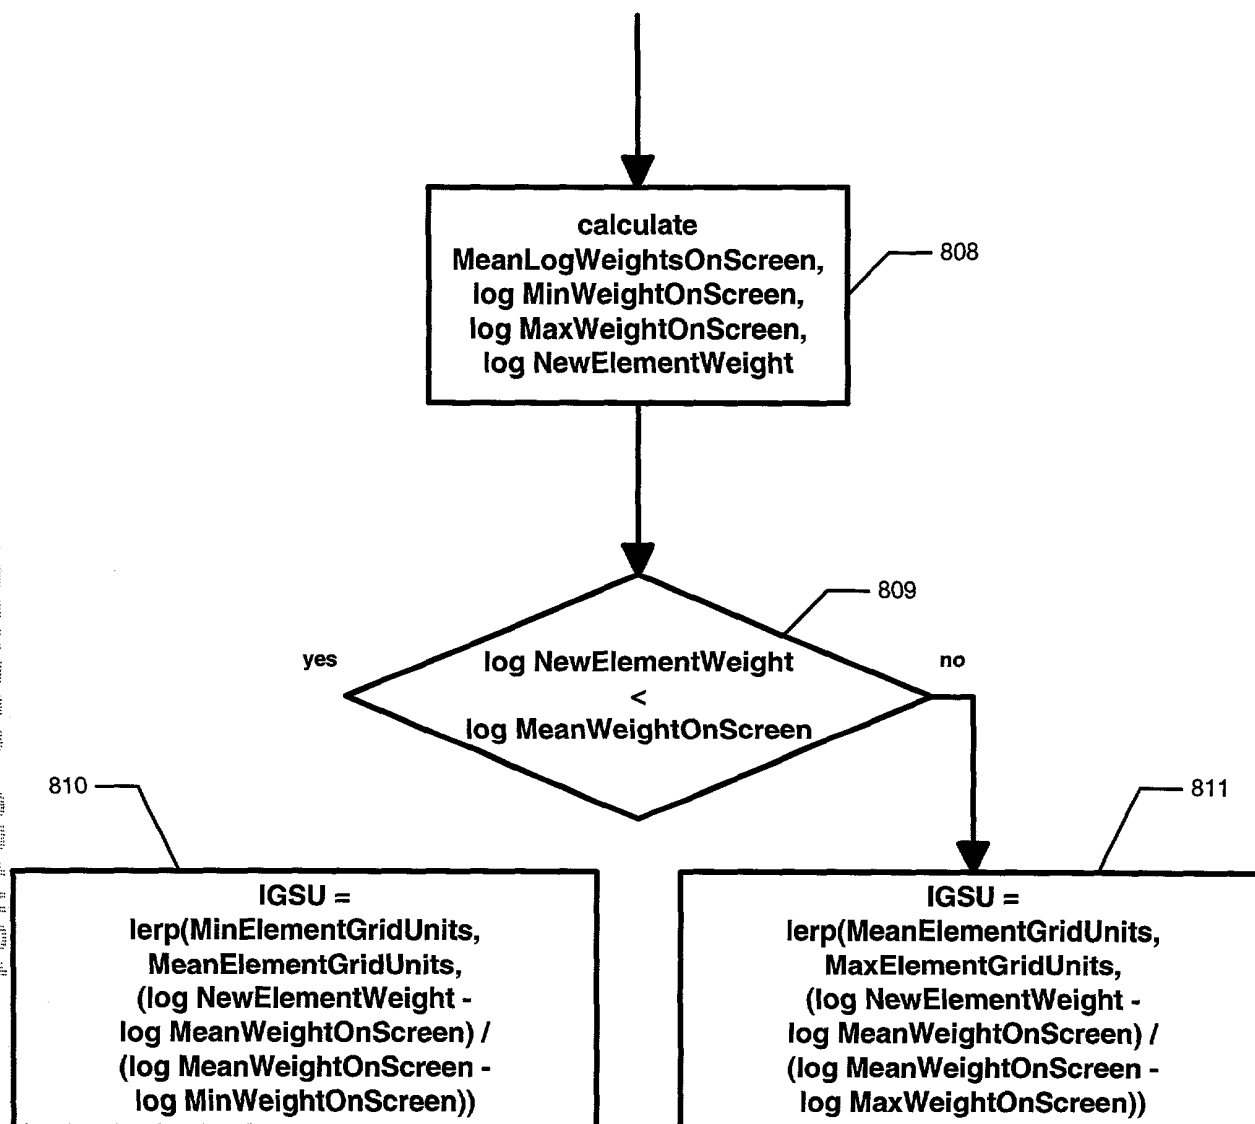 calculate
MeanLogWeightsOnScreen,
log MinWeightOnScreen,
log MaxWeightOnScreen,
log NewElementWeight
808
809
yes
log NewElementWeight
<
log MeanWeightOnScreen
no
810
811
IGSU =
lerp(MinElementGridUnits,
MeanElementGridUnits,
(log NewElementWeight -
log MeanWeightOnScreen) /
(log MeanWeightOnScreen -
log MinWeightOnScreen))
IGSU =
lerp(MeanElementGridUnits,
MaxElementGridUnits,
(log NewElementWeight -
log MeanWeightOnScreen) /
(log MeanWeightOnScreen -
log MaxWeightOnScreen))